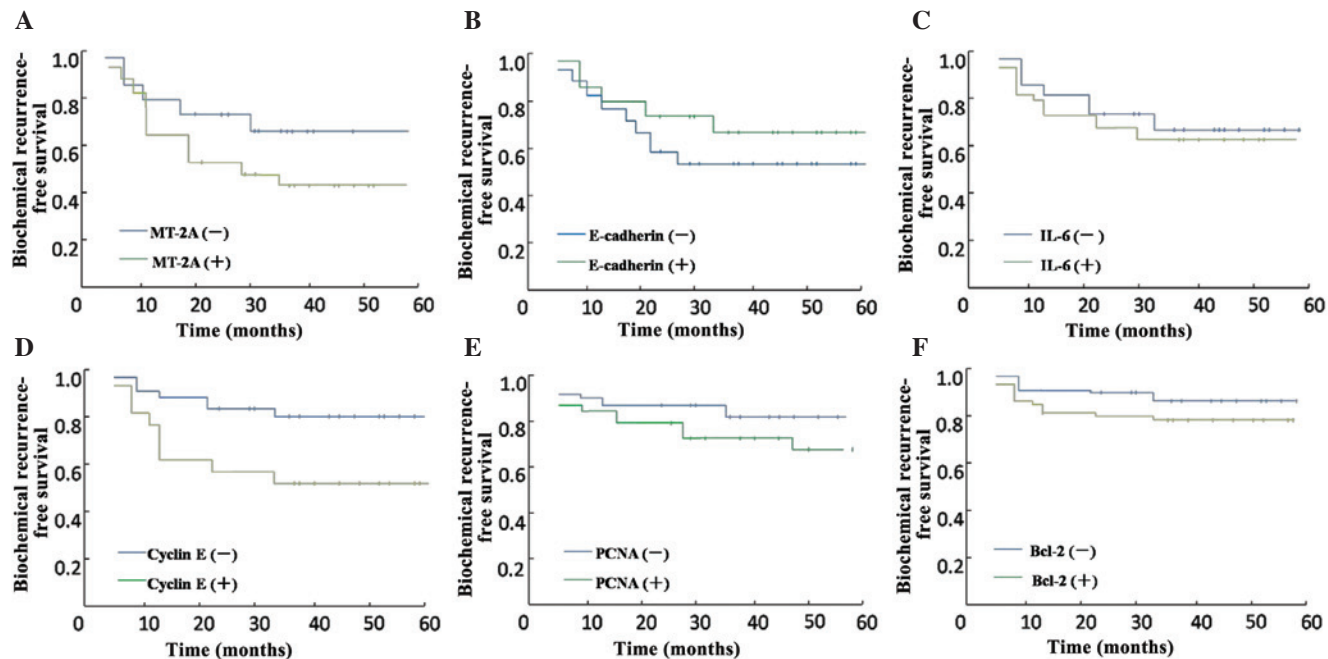 A
Biochemical recurrence-
free survival
1.0
0.8
0.6
0.4
0.2
MT-2A (−)
MT-2A (+)
0 10 20 30 40 50 60
Time (months)
B
Biochemical recurrence-
free survival
1.0
0.8
0.6
0.4
0.2
E-cadherin (−)
E-cadherin (+)
0 10 20 30 40 50 60
Time (months)
C
Biochemical recurrence-
free survival
1.0
0.8
0.6
0.4
0.2
IL-6 (−)
IL-6 (+)
0 10 20 30 40 50 60
Time (months)
D
Biochemical recurrence-
free survival
1.0
0.8
0.6
0.4
0.2
Cyclin E (−)
Cyclin E (+)
0 10 20 30 40 50 60
Time (months)
E
Biochemical recurrence-
free survival
1.0
0.8
0.6
0.4
0.2
PCNA (−)
PCNA (+)
0 10 20 30 40 50 60
Time (months)
F
Biochemical recurrence-
free survival
1.0
0.8
0.6
0.4
0.2
Bcl-2 (−)
Bcl-2 (+)
0 10 20 30 40 50 60
Time (months)